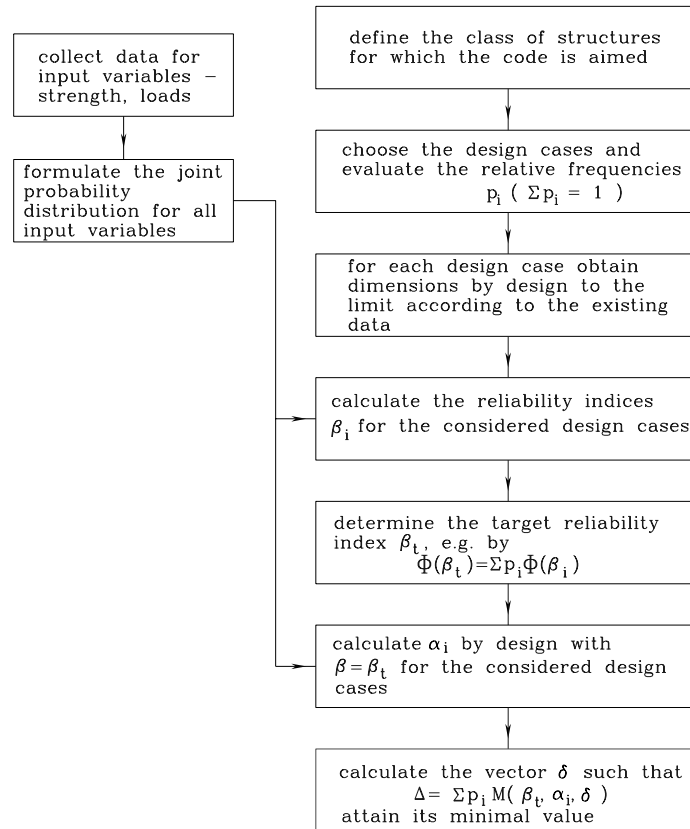 collect data for
input variables –
strength, loads
formulate the joint
probability
distribution for all
input variables
define the class of structures
for which the code is aimed
choose the design cases and
evaluate the relative frequencies
p_i ( Σp_i = 1 )
for each design case obtain
dimensions by design to the
limit according to the existing
data
calculate the reliability indices
β_i for the considered design cases
determine the target reliability
index β_t, e.g. by
Φ(β_t)=Σp_iΦ(β_i)
calculate α_i by design with
β=β_t for the considered design
cases
calculate the vector δ such that
Δ= Σp_i M( β_t, α_i, δ )
attain its minimal value